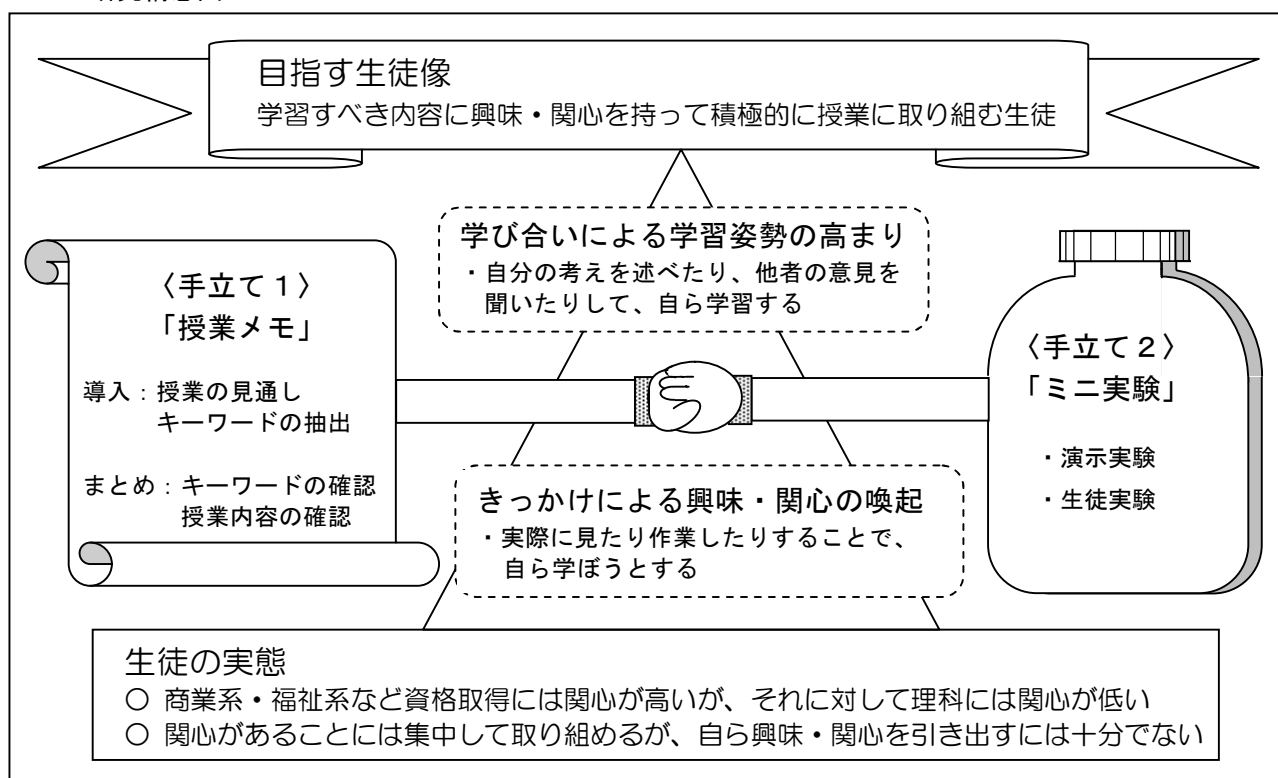 目指す生徒像
学習すべき内容に興味・関心を持って積極的に授業に取り組む生徒
学び合いによる学習姿勢の高まり
・自分の考えを述べたり、他者の意見を
聞いたりして、自ら学習する
〈手立て１〉
「授業メモ」
導入：授業の見通し
キーワードの抽出
まとめ：キーワードの確認
授業内容の確認
〈手立て２〉
「ミニ実験」
・演示実験
・生徒実験
きっかけによる興味・関心の喚起
・実際に見たり作業したりすることで、
自ら学ぼうとする
生徒の実態
○ 商業系・福祉系など資格取得には関心が高いが、それに対して理科には関心が低い
○ 関心があることには集中して取り組めるが、自ら興味・関心を引き出すには十分でない